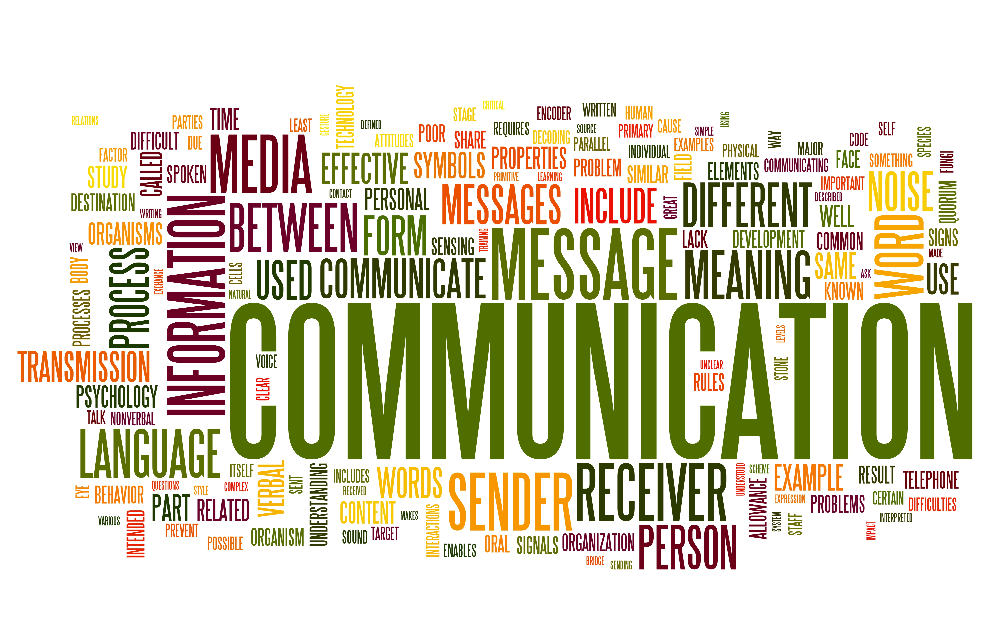 TECHNOLOGY
CRITICAL
WRITTEN
HUMAN
ENCODER
STAGE
TIME
RELATIONS
PARTIES
LEAST
GESTURE
DEFINED
REQUIRES
SOURCE
PRIMARY
CAUSE
SIMPLE
USING
SELF
DIFFICULT
DUE
ATTITUDES
POOR
SHARE
DECODING
PARALLEL
INDIVIDUAL
EXAMPLES
PHYSICAL
WAY
MAJOR
CODE
SPECIES
FACTOR
CALLED
MEDIA
EFFECTIVE
SYMBOLS
PROPERTIES
PROBLEM
SIMILAR
FIELD
ELEMENTS
COMMUNICATING
FACE
SOMETHING
FUNGI
STUDY
SPOKEN
PRIMITIVE
LEARNING
IMPORTANT
NOISE
DESTINATION
WRITING
INFORMATION
BETWEEN
CONTACT
PERSONAL
MESSAGES
INCLUDE
GREAT
DIFFERENT
DESCRIBED
WELL
QUORUM
ORGANISMS
FORM
SENSING
TRAINING
MESSAGE
LACK
DEVELOPMENT
COMMON
WORD
SIGNS
VIEW
MADE
BODY
PROCESS
EXCHANGE
CELLS
NATURAL
USED
COMMUNICATE
MEANING
SAME
ASK
KNOWN
USE
PROCESSES
COMMUNICATION
LEVELS
TRANSMISSION
VOICE
UNCLEAR
STONE
CLEAR
RULES
PSYCHOLOGY
TALK
NONVERBAL
LANGUAGE
ITSELF
VERBAL
SENT
UNDERSTANDING
INCLUDES
WORDS
SENDER
RECEIVER
UNDERSTOOD
SCHEME
EXAMPLE
RESULT
TELEPHONE
EYE
BEHAVIOR
QUESTIONS
STYLE
COMPLEX
RECEIVED
ALLOWANCE
EXPRESSION
PROBLEMS
CERTAIN
DIFFICULTIES
PART
RELATED
CONTENT
MAKES
INTERACTIONS
VARIOUS
INTENDED
SYSTEM
STAFF
INTERPRETED
IMPACT
PREVENT
POSSIBLE
ORGANISM
SOUND
TARGET
ENABLES
ORAL
SIGNALS
ORGANIZATION
PERSON
BRIDGE
SENDING